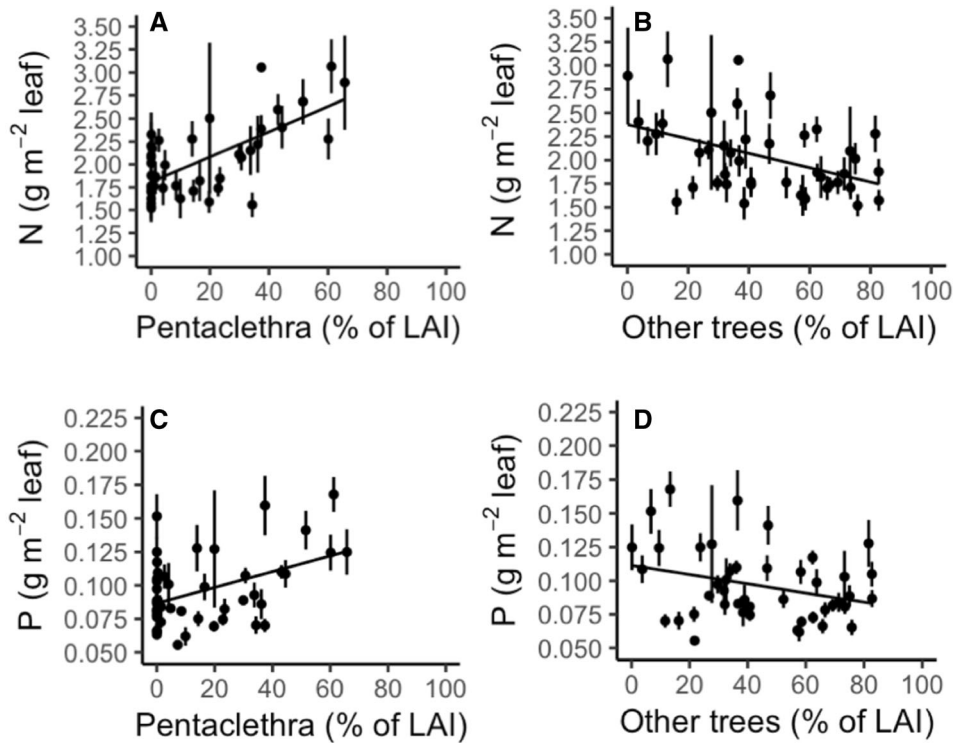 A
N (g m⁻² leaf)
3.50
3.25
3.00
2.75
2.50
2.25
2.00
1.75
1.50
1.25
1.00
0 20 40 60 80 100
Pentaclethra (% of LAI)
B
N (g m⁻² leaf)
3.50
3.25
3.00
2.75
2.50
2.25
2.00
1.75
1.50
1.25
1.00
0 20 40 60 80 100
Other trees (% of LAI)
C
P (g m⁻² leaf)
0.225
0.200
0.175
0.150
0.125
0.100
0.075
0.050
0 20 40 60 80 100
Pentaclethra (% of LAI)
D
P (g m⁻² leaf)
0.225
0.200
0.175
0.150
0.125
0.100
0.075
0.050
0 20 40 60 80 100
Other trees (% of LAI)